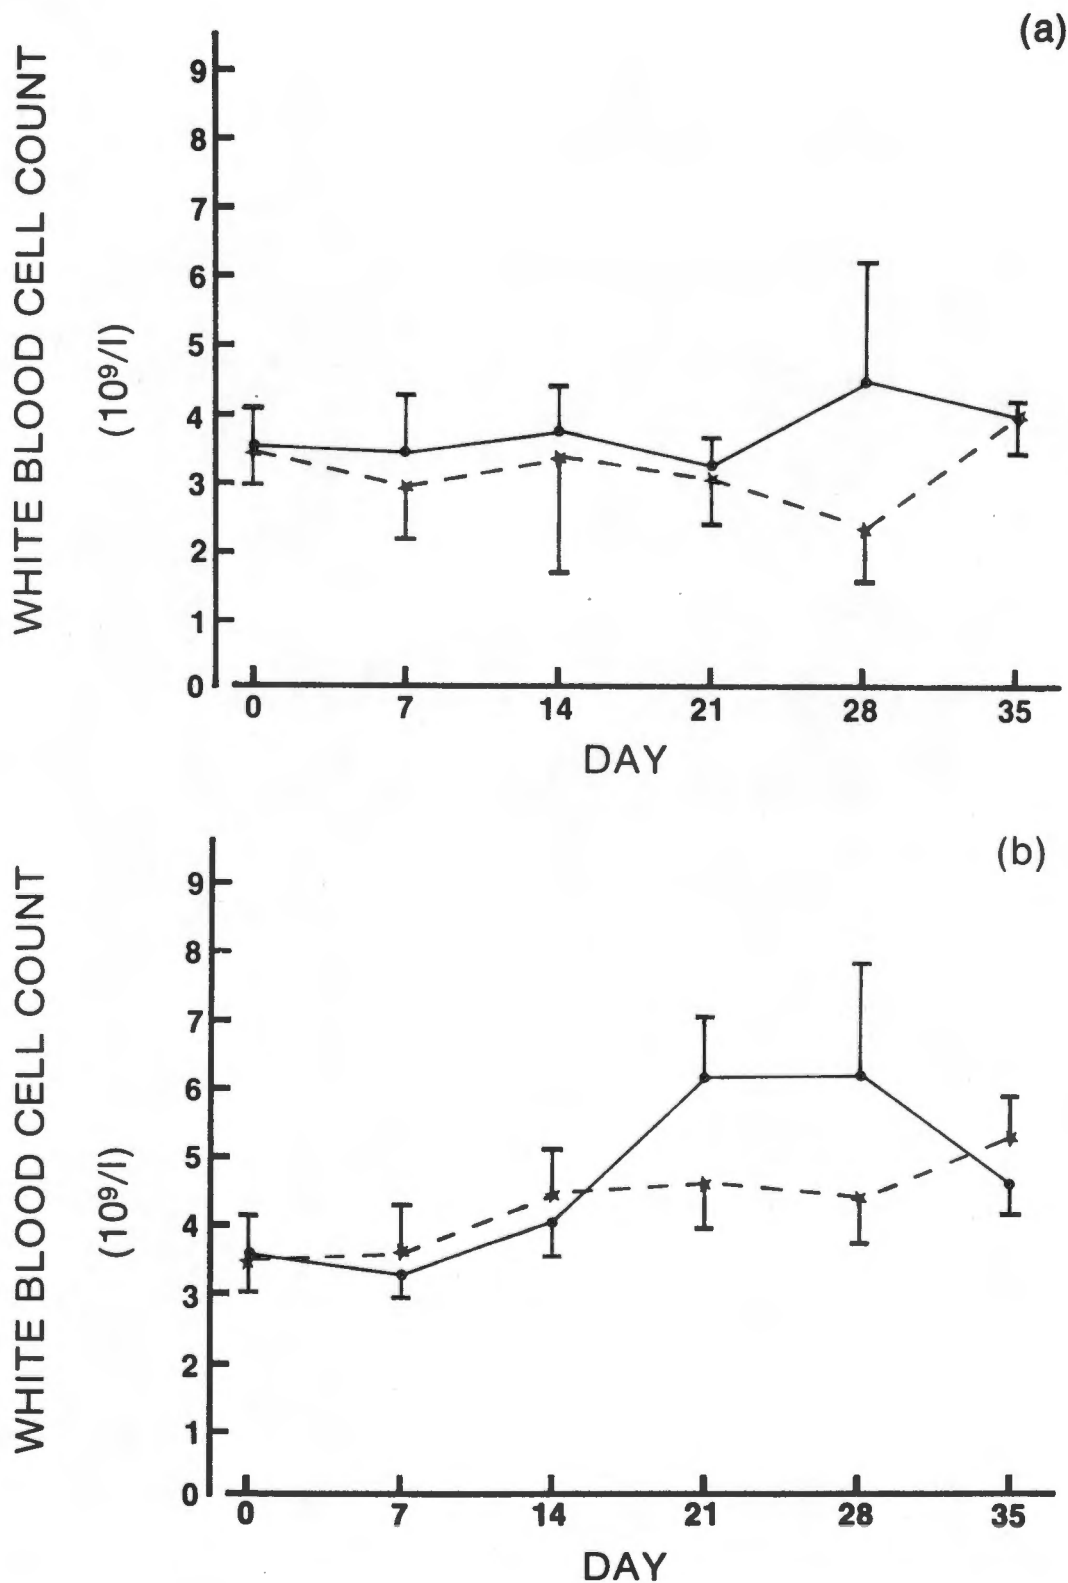 (a)
WHITE BLOOD CELL COUNT
(10⁹/l)
9
8
7
6
5
4
3
2
1
0
0 7 14 21 28 35
DAY
(b)
WHITE BLOOD CELL COUNT
(10⁹/l)
9
8
7
6
5
4
3
2
1
0
0 7 14 21 28 35
DAY